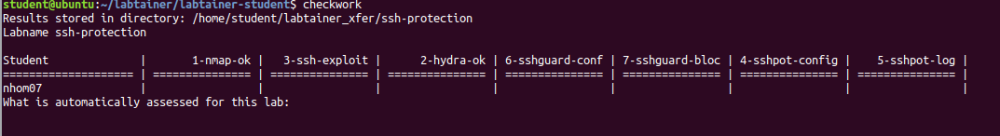 student@ubuntu:~/labtainer/labtainer-student$ checkwork
Results stored in directory: /home/student/labtainer_xfer/ssh-protection
Labname ssh-protection
Student | 1-nmap-ok | 3-ssh-exploit | 2-hydra-ok | 6-sshguard-conf | 7-sshguard-bloc | 4-sshpot-config | 5-sshpot-log |
==================== | =============== | =============== | =============== | =============== | =============== | =============== | =============== |
nhom07 | | | | | | | |
What is automatically assessed for this lab: